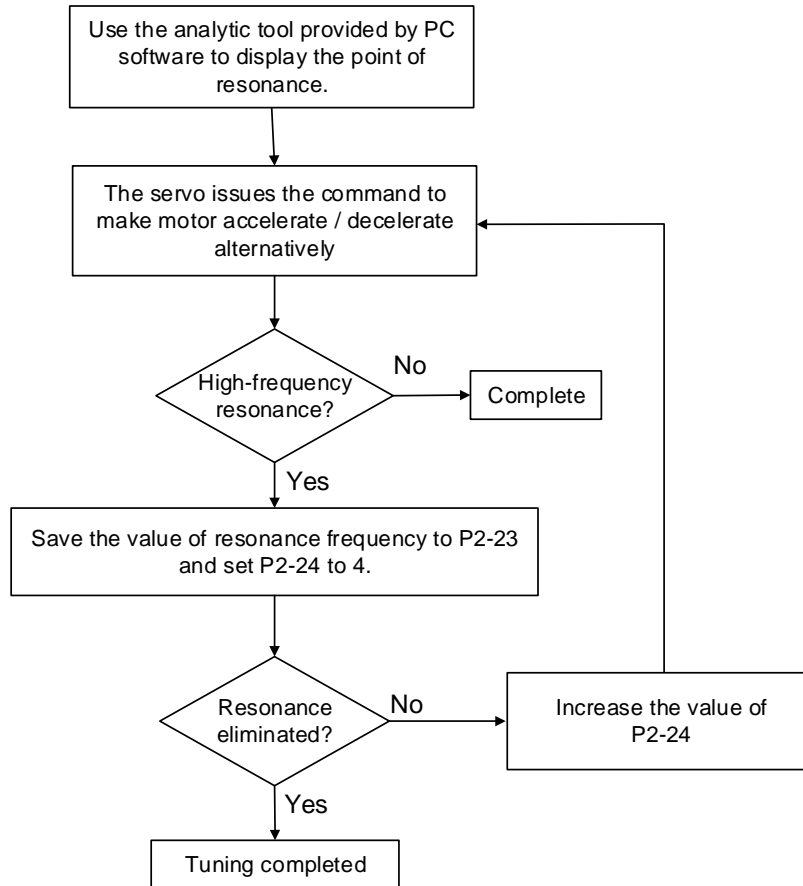 Use the analytic tool provided by PC
software to display the point of
resonance.
The servo issues the command to
make motor accelerate / decelerate
alternatively
High-frequency
resonance?
No
Complete
Yes
Save the value of resonance frequency to P2-23
and set P2-24 to 4.
Resonance
eliminated?
No
Increase the value of
P2-24
Yes
Tuning completed